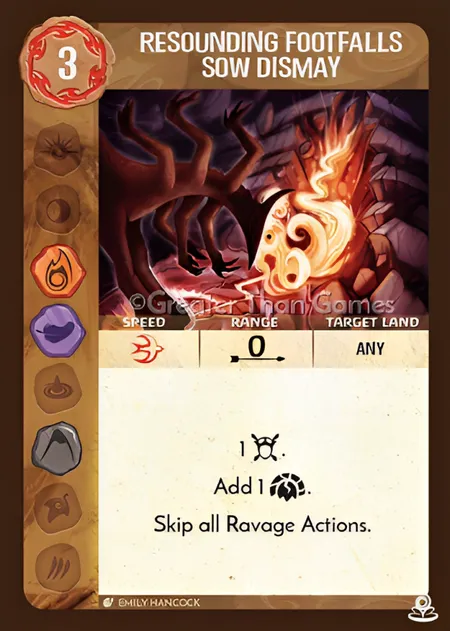 3
RESOUNDING FOOTFALLS
SOW DISMAY
©Greater Than Games
SPEED RANGE TARGET LAND
0 ANY
1 .
Add 1 .
Skip all Ravage Actions.
EMILY HANCOCK